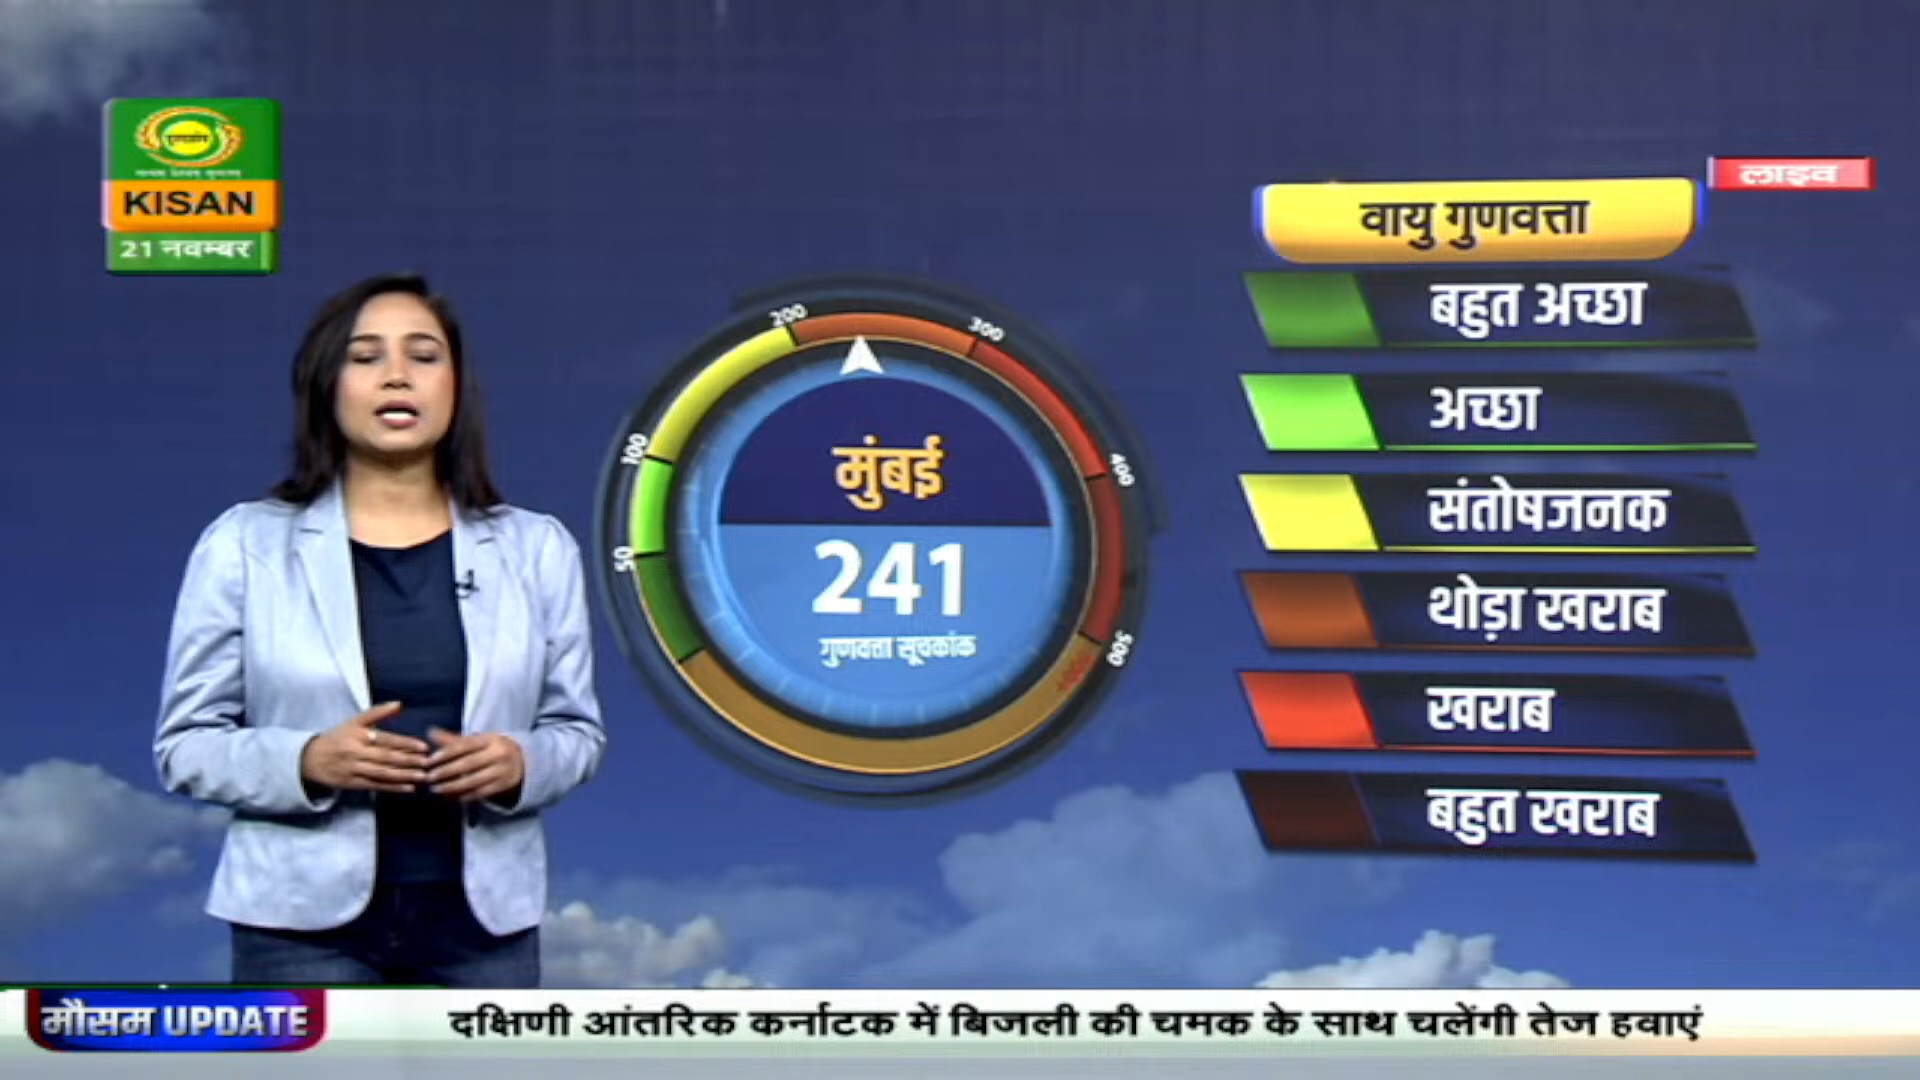 KISAN
21 नवम्बर
लाइव
वायु गुणवत्ता
बहुत अच्छा
अच्छा
संतोषजनक
थोड़ा खराब
खराब
बहुत खराब
50
100
200
300
400
500
मुंबई
241
गुणवत्ता सूचकांक
मौसम UPDATE
दक्षिणी आंतरिक कर्नाटक में बिजली की चमक के साथ चलेंगी तेज हवाएं